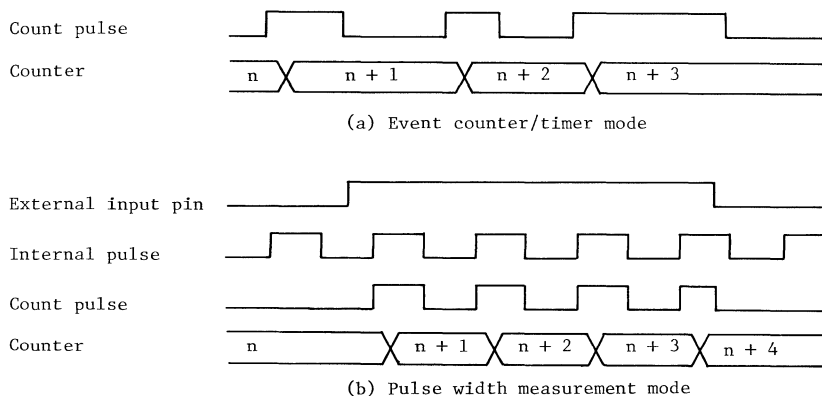 Count pulse
Counter n n + 1 n + 2 n + 3
(a) Event counter/timer mode
External input pin
Internal pulse
Count pulse
Counter n n + 1 n + 2 n + 3 n + 4
(b) Pulse width measurement mode